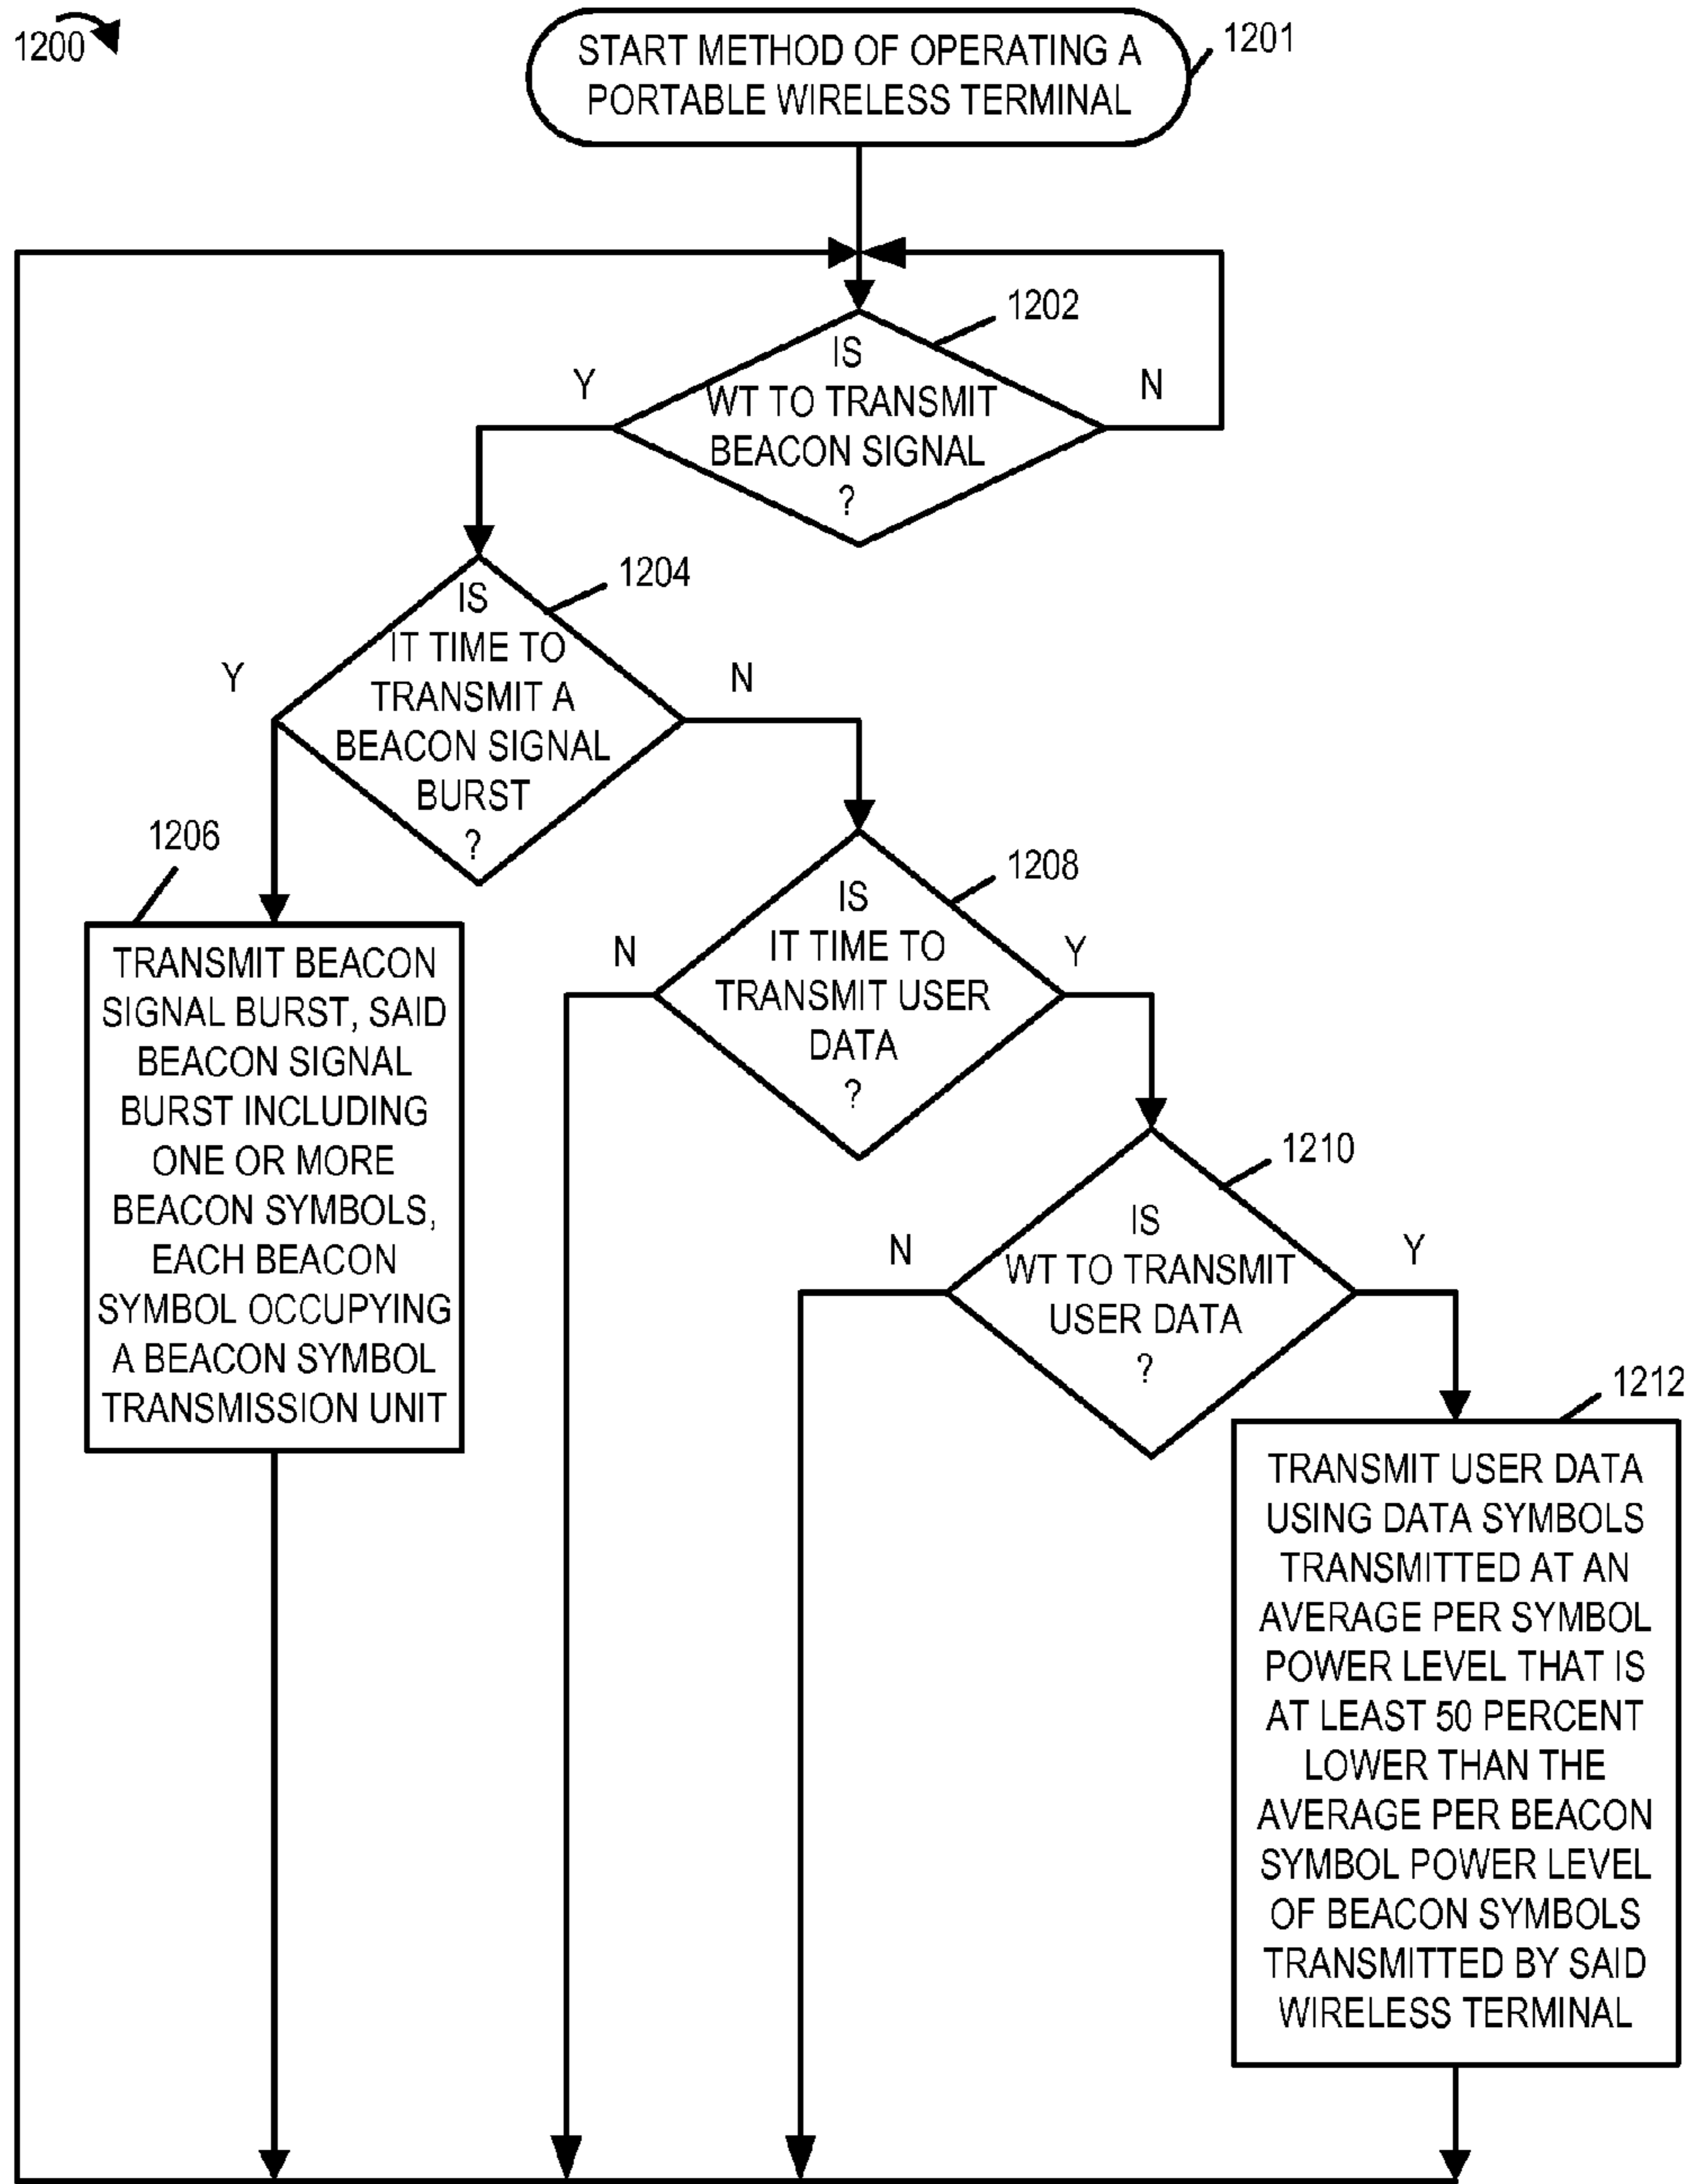 1200
START METHOD OF OPERATING A
PORTABLE WIRELESS TERMINAL
1201
1202
IS
WT TO TRANSMIT
BEACON SIGNAL
?
Y
N
1204
IS
IT TIME TO
TRANSMIT A
BEACON SIGNAL
BURST
?
Y
N
1206
TRANSMIT BEACON
SIGNAL BURST, SAID
BEACON SIGNAL
BURST INCLUDING
ONE OR MORE
BEACON SYMBOLS,
EACH BEACON
SYMBOL OCCUPYING
A BEACON SYMBOL
TRANSMISSION UNIT
1208
IS
IT TIME TO
TRANSMIT USER
DATA
?
N
Y
1210
IS
WT TO TRANSMIT
USER DATA
?
N
Y
1212
TRANSMIT USER DATA
USING DATA SYMBOLS
TRANSMITTED AT AN
AVERAGE PER SYMBOL
POWER LEVEL THAT IS
AT LEAST 50 PERCENT
LOWER THAN THE
AVERAGE PER BEACON
SYMBOL POWER LEVEL
OF BEACON SYMBOLS
TRANSMITTED BY SAID
WIRELESS TERMINAL